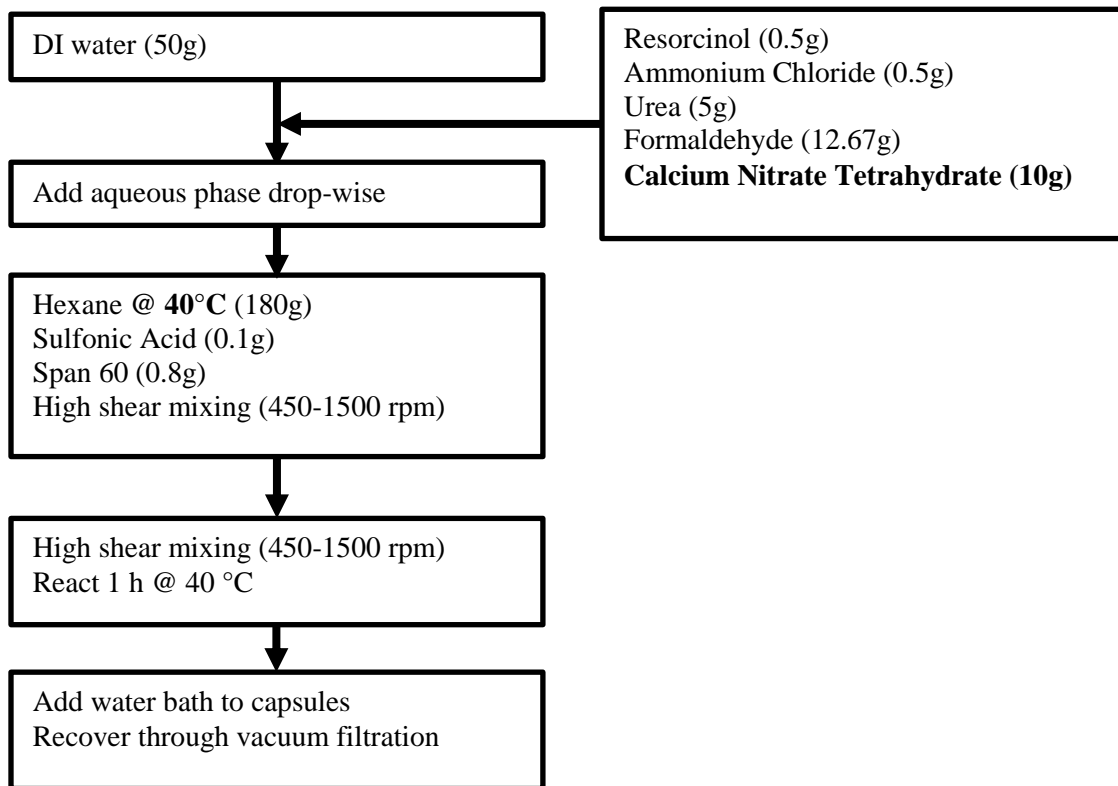 DI water (50g)
Resorcinol (0.5g)
Ammonium Chloride (0.5g)
Urea (5g)
Formaldehyde (12.67g)
Calcium Nitrate Tetrahydrate (10g)
Add aqueous phase drop-wise
Hexane @ 40°C (180g)
Sulfonic Acid (0.1g)
Span 60 (0.8g)
High shear mixing (450-1500 rpm)
High shear mixing (450-1500 rpm)
React 1 h @ 40 °C
Add water bath to capsules
Recover through vacuum filtration